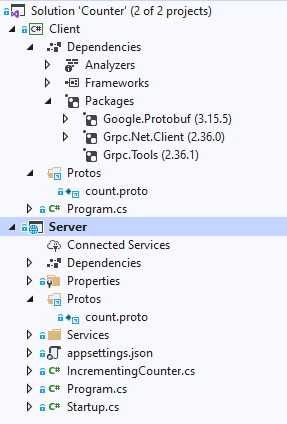 Solution 'Counter' (2 of 2 projects)
Client
Dependencies
Analyzers
Frameworks
Packages
Google.Protobuf (3.15.5)
Grpc.Net.Client (2.36.0)
Grpc.Tools (2.36.1)
Protos
count.proto
Program.cs
Server
Connected Services
Dependencies
Properties
Protos
count.proto
Services
appsettings.json
IncrementingCounter.cs
Program.cs
Startup.cs